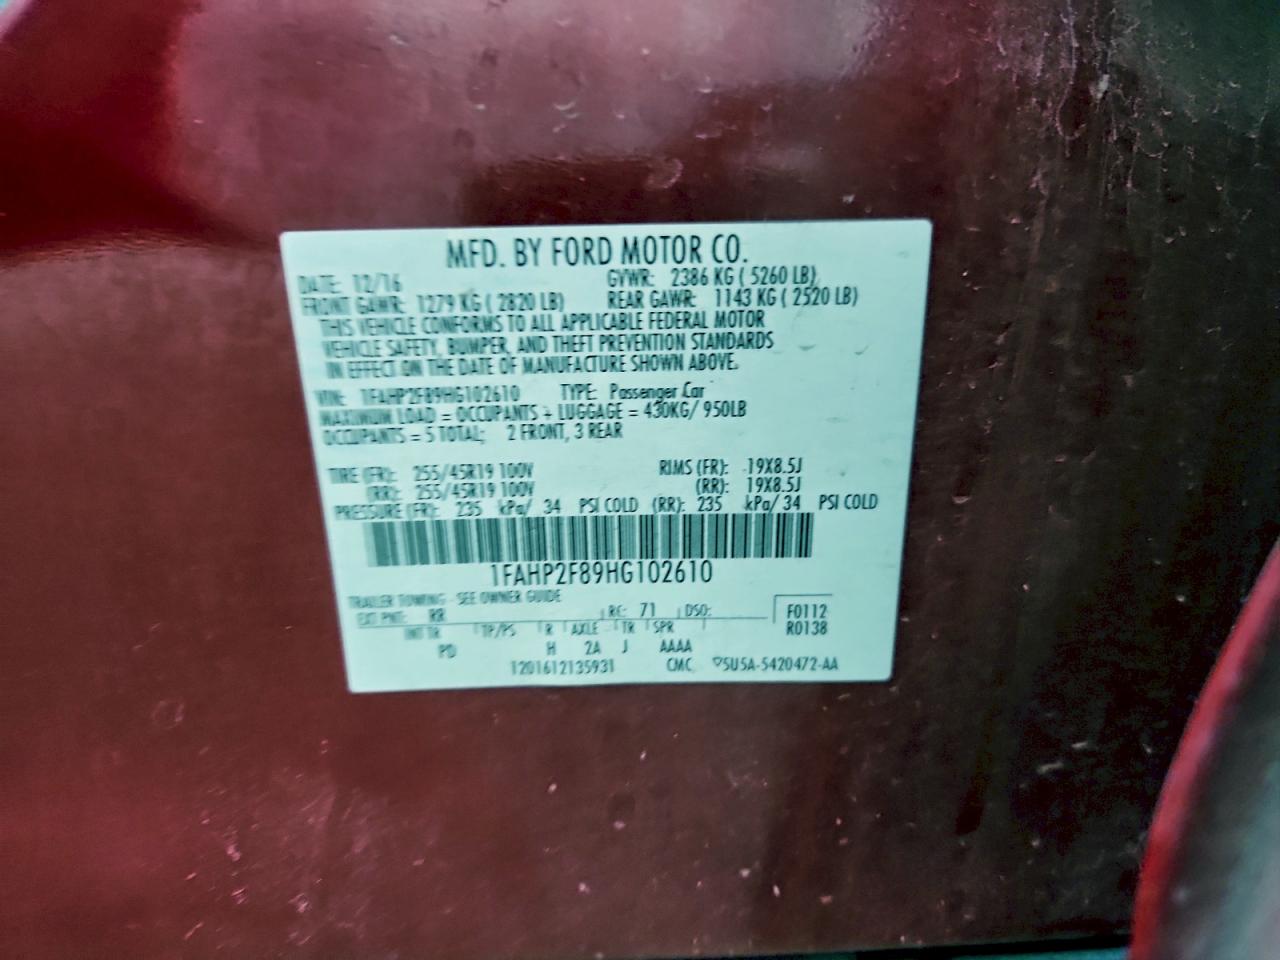 MFD. BY FORD MOTOR CO.
DATE: 12/16 GVWR: 2386 KG ( 5260 LB)
FRONT GAWR: 1279 KG ( 2820 LB) REAR GAWR: 1143 KG ( 2520 LB)
THIS VEHICLE CONFORMS TO ALL APPLICABLE FEDERAL MOTOR
VEHICLE SAFETY, BUMPER, AND THEFT PREVENTION STANDARDS
IN EFFECT ON THE DATE OF MANUFACTURE SHOWN ABOVE.
VIN: 1FAHP2F89HG102610 TYPE: Passenger Car
MAXIMUM LOAD = OCCUPANTS + LUGGAGE = 430KG/ 950LB
OCCUPANTS = 5 TOTAL; 2 FRONT, 3 REAR
TIRE (FR): 255/45R19 100V RIMS (FR): 19X8.5J
(RR): 255/45R19 100V (RR): 19X8.5J
PRESSURE (FR): 235 kPa/ 34 PSI COLD (RR): 235 kPa/ 34 PSI COLD
1FAHP2F89HG102610
TRAILER TOWING - SEE OWNER GUIDE
EXT PNT: RR RC: 71 DSO: F0112
INT TR TP/PS R AXLE TR SPR R0138
PD H 2A J AAAA
1201612135931 CMC 5U5A-5420472-AA